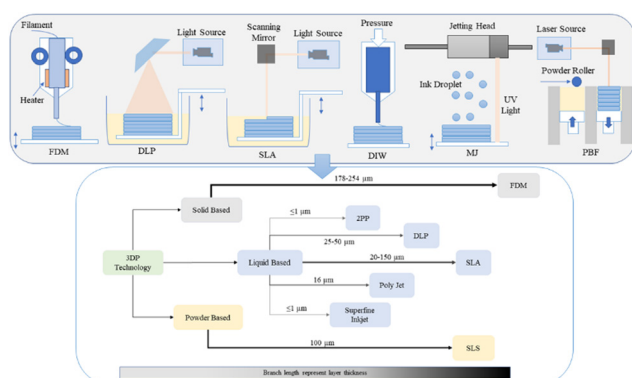 Filament
Heater
FDM
Light Source
DLP
Scanning
Mirror
Light Source
SLA
Pressure
DIW
Jetting Head
Ink Droplet
UV
Light
MJ
Laser Source
Powder Roller
PBF
178-254 μm
Solid Based
FDM
≤1 μm
2PP
25-50 μm
DLP
3DP
Technology
Liquid Based
20-150 μm
SLA
16 μm
Poly Jet
≤1 μm
Superfine
Inkjet
Powder Based
100 μm
SLS
Branch length represent layer thickness